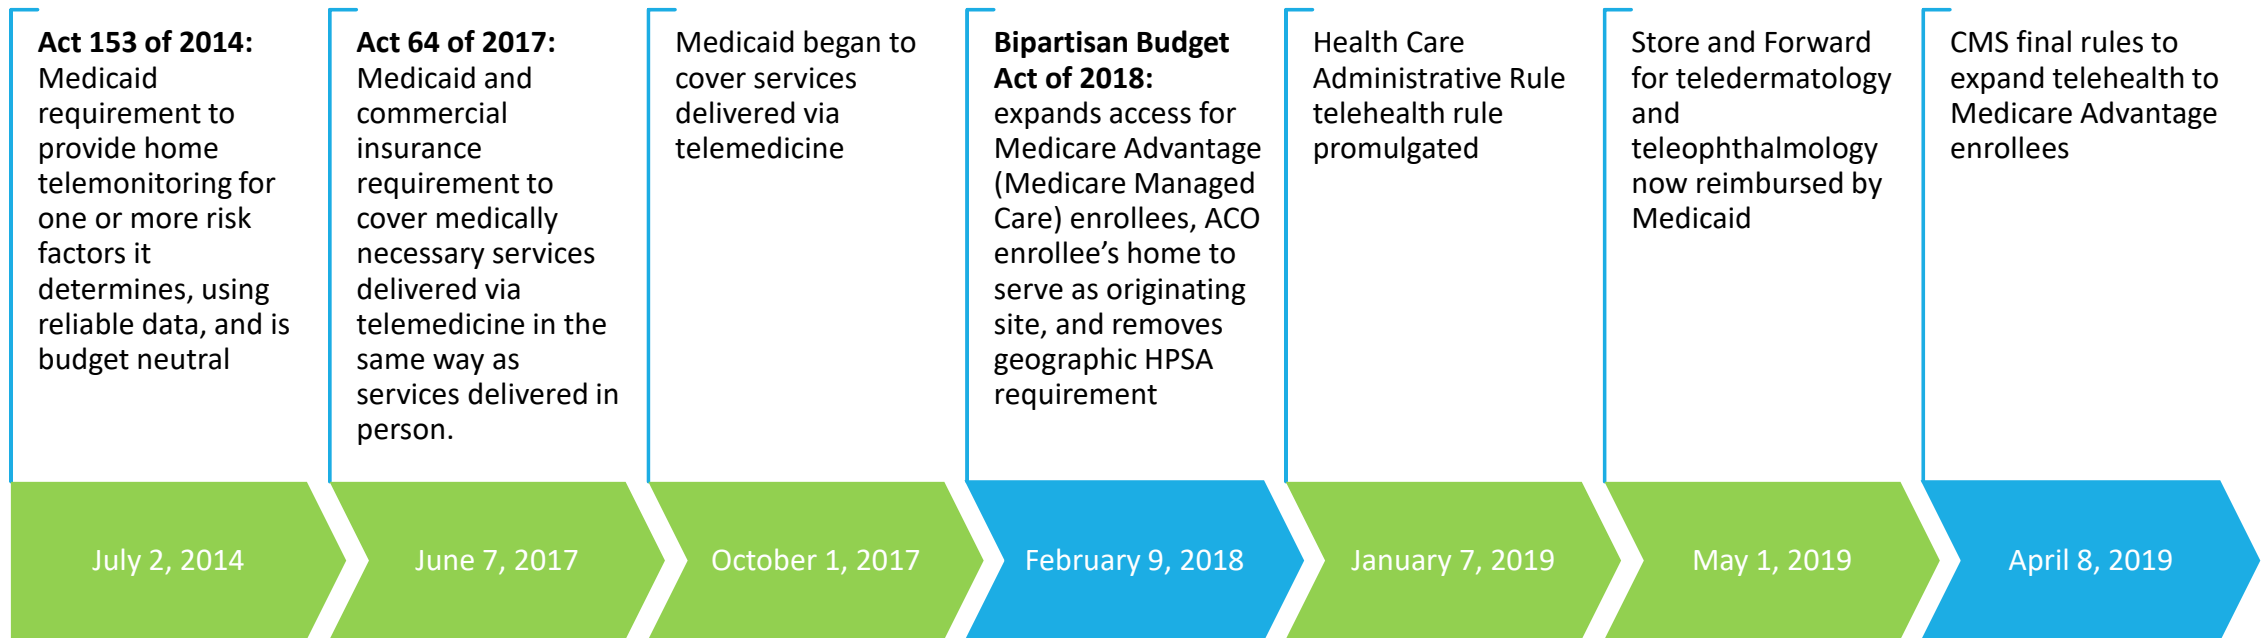 Act 153 of 2014:
Medicaid
requirement to
provide home
telemonitoring for
one or more risk
factors it
determines, using
reliable data, and is
budget neutral
July 2, 2014
Act 64 of 2017:
Medicaid and
commercial
insurance
requirement to
cover medically
necessary services
delivered via
telemedicine in the
same way as
services delivered in
person.
June 7, 2017
Medicaid began to
cover services
delivered via
telemedicine
October 1, 2017
Bipartisan Budget
Act of 2018:
expands access for
Medicare Advantage
(Medicare Managed
Care) enrollees, ACO
enrollee’s home to
serve as originating
site, and removes
geographic HPSA
requirement
February 9, 2018
Health Care
Administrative Rule
telehealth rule
promulgated
January 7, 2019
Store and Forward
for teledermatology
and
teleophthalmology
now reimbursed by
Medicaid
May 1, 2019
CMS final rules to
expand telehealth to
Medicare Advantage
enrollees
April 8, 2019